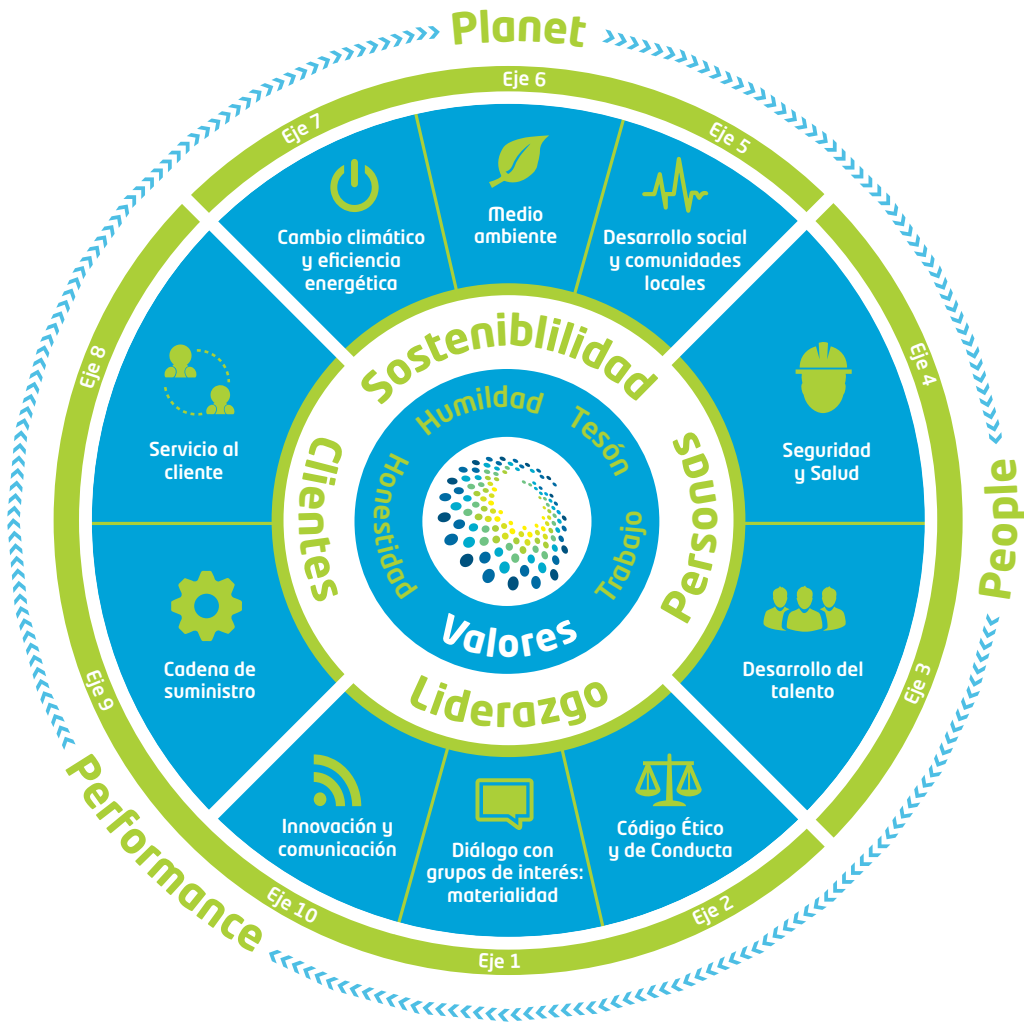 Planet
Eje 6
Eje 7
Eje 5
Medio
ambiente
Cambio climático
y eficiencia
energética
Desarrollo social
y comunidades
locales
Eje 8
Eje 4
Sosteniblilidad
Humildad
Tesón
Servicio al
cliente
Clientes
Honestidad
Personas
Seguridad
y Salud
People
Trabajo
Valores
Cadena de
suministro
Desarrollo del
talento
Eje 9
Eje 3
Liderazgo
Performance
Innovación y
comunicación
Diálogo con
grupos de interés:
materialidad
Código Ético
y de Conducta
Eje 10
Eje 2
Eje 1